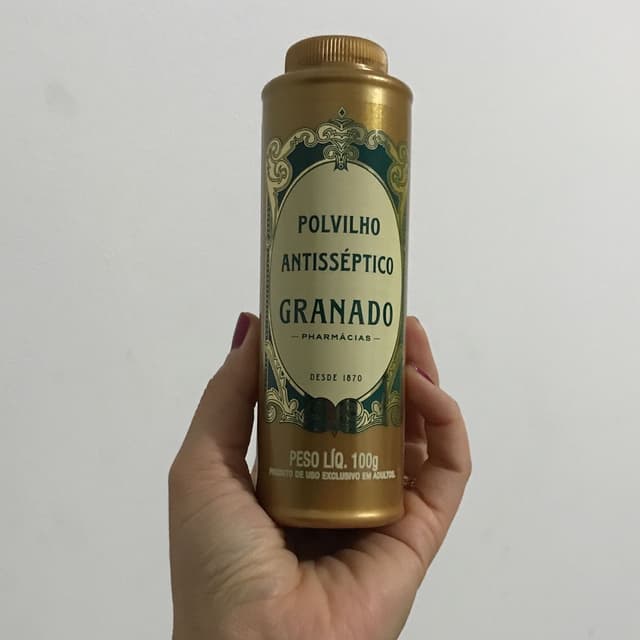 POLVILHO
ANTISSÉPTICO
GRANADO
PHARMÁCIAS
DESDE 1870
PESO LÍQ. 100g
PRODUTO DE USO EXCLUSIVO EM ADULTOS.